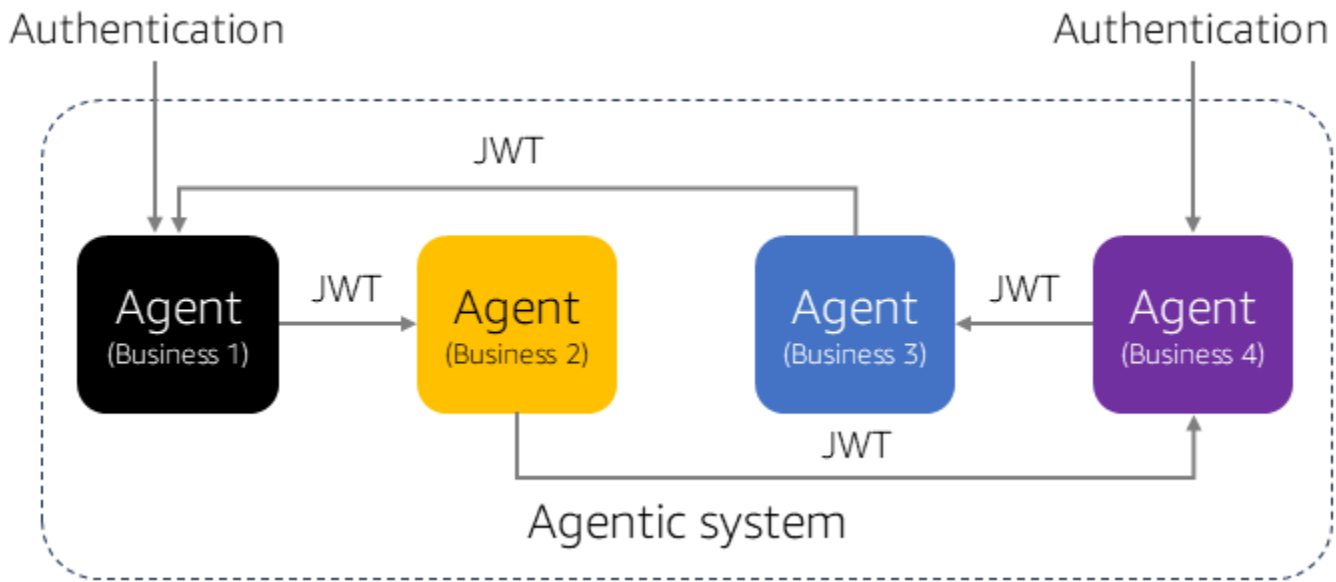 Authentication
Authentication
JWT
Agent
(Business 1)
JWT
Agent
(Business 2)
Agent
(Business 3)
JWT
Agent
(Business 4)
JWT
Agentic system